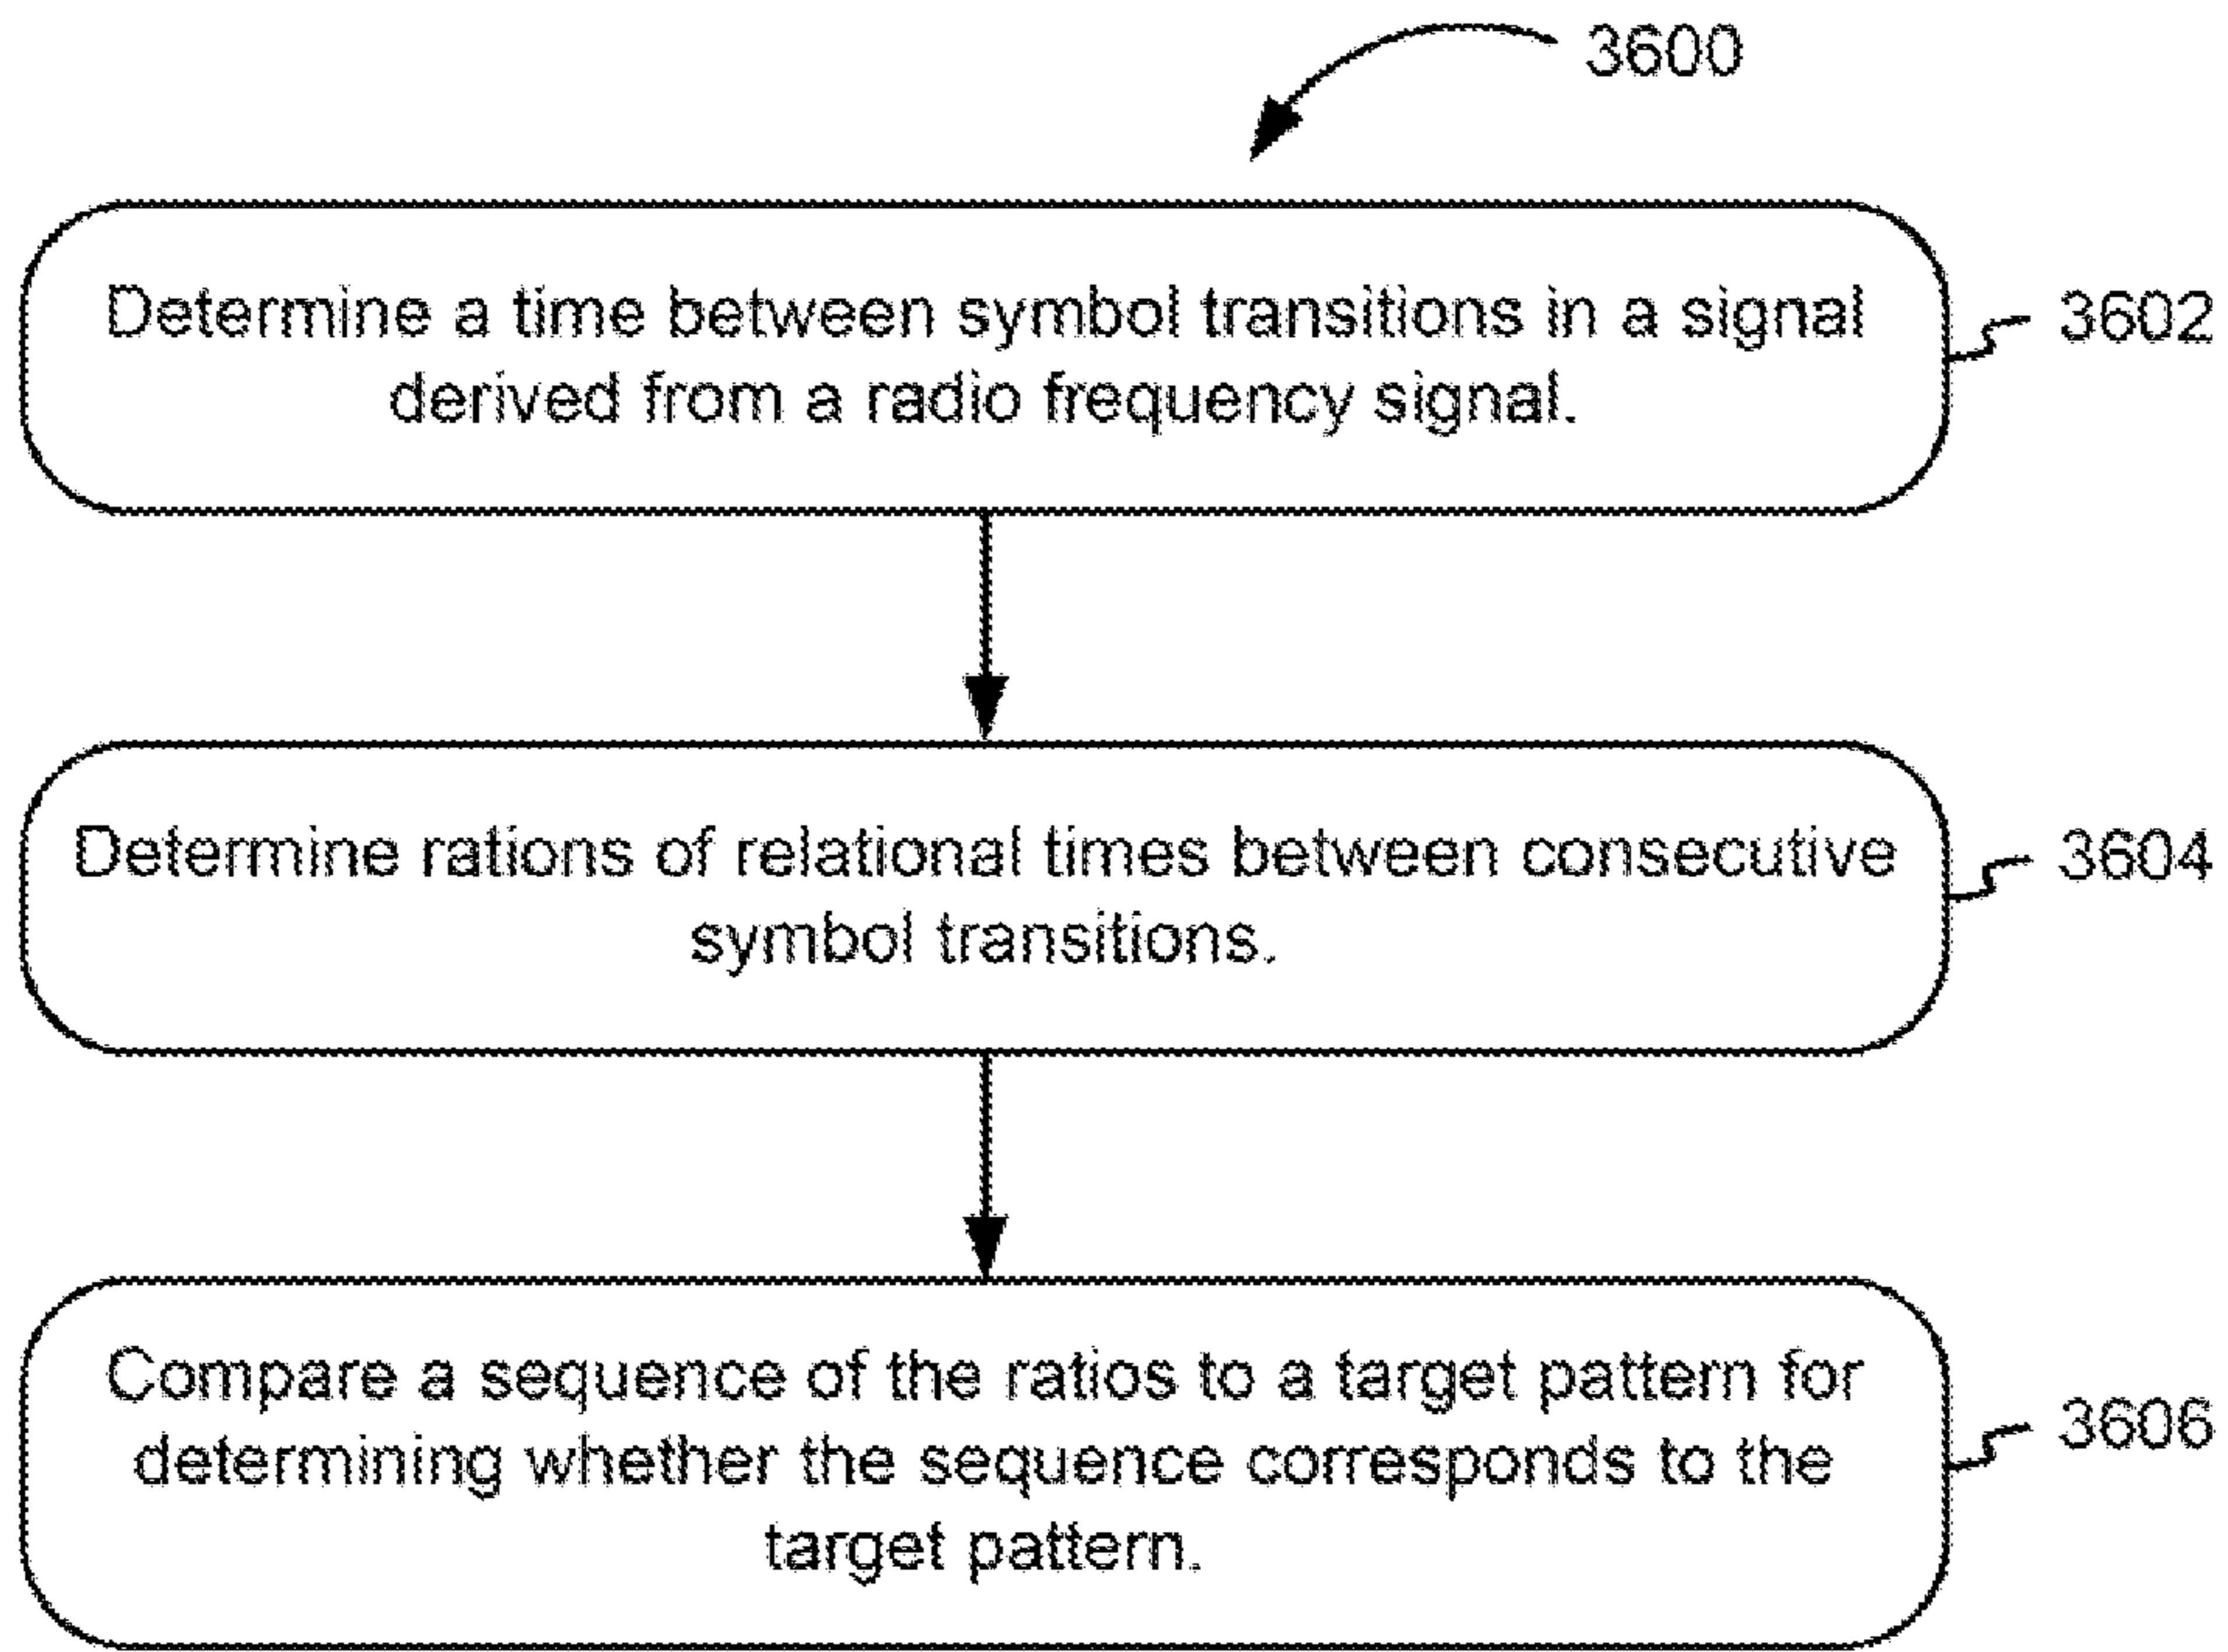 3600
Determine a time between symbol transitions in a signal
derived from a radio frequency signal.
3602
Determine rations of relational times between consecutive
symbol transitions.
3604
Compare a sequence of the ratios to a target pattern for
determining whether the sequence corresponds to the
target pattern.
3606